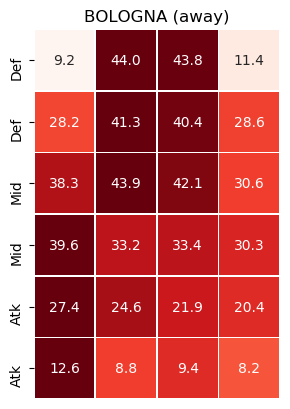 BOLOGNA (away)
Def 9.2 44.0 43.8 11.4
Def 28.2 41.3 40.4 28.6
Mid 38.3 43.9 42.1 30.6
Mid 39.6 33.2 33.4 30.3
Atk 27.4 24.6 21.9 20.4
Atk 12.6 8.8 9.4 8.2